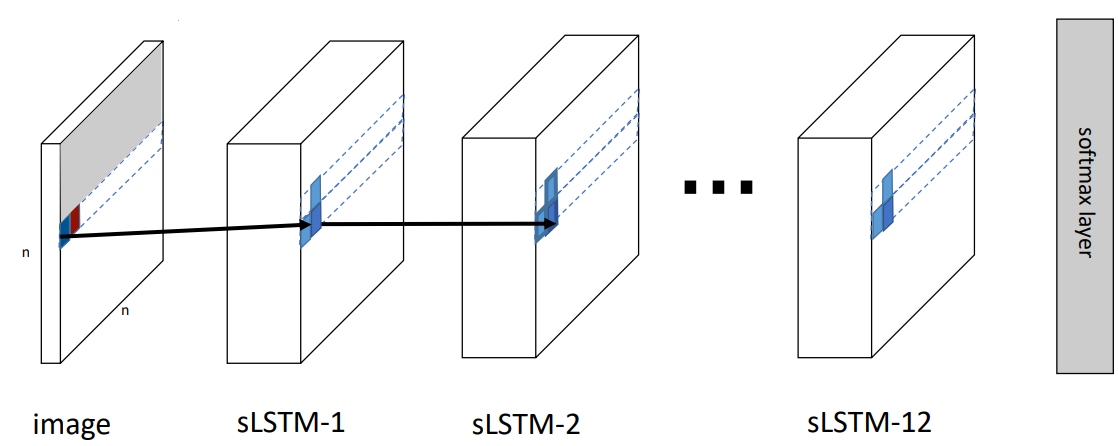 n
n
image
sLSTM-1
sLSTM-2
sLSTM-12
softmax layer